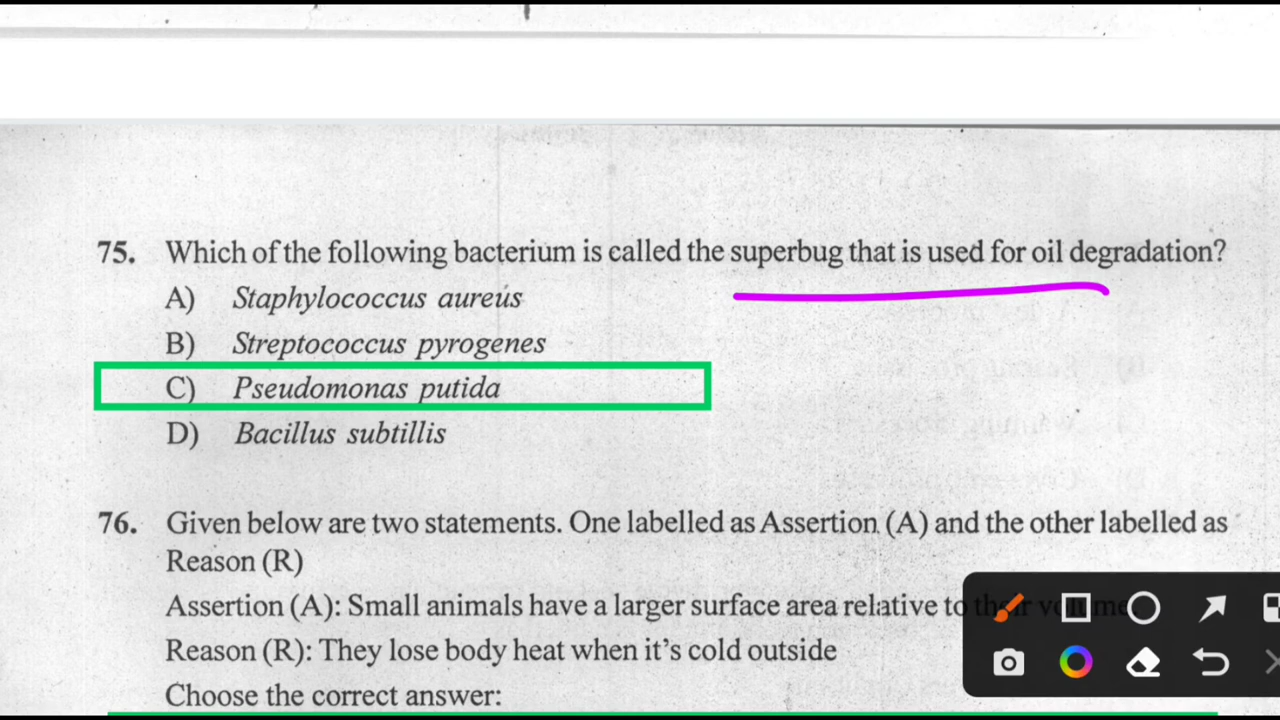 75. Which of the following bacterium is called the superbug that is used for oil degradation?
A) Staphylococcus aureus
B) Streptococcus pyrogenes
C) Pseudomonas putida
D) Bacillus subtillis
76. Given below are two statements. One labelled as Assertion (A) and the other labelled as
Reason (R)
Assertion (A): Small animals have a larger surface area relative to their volume.
Reason (R): They lose body heat when it's cold outside
Choose the correct answer: